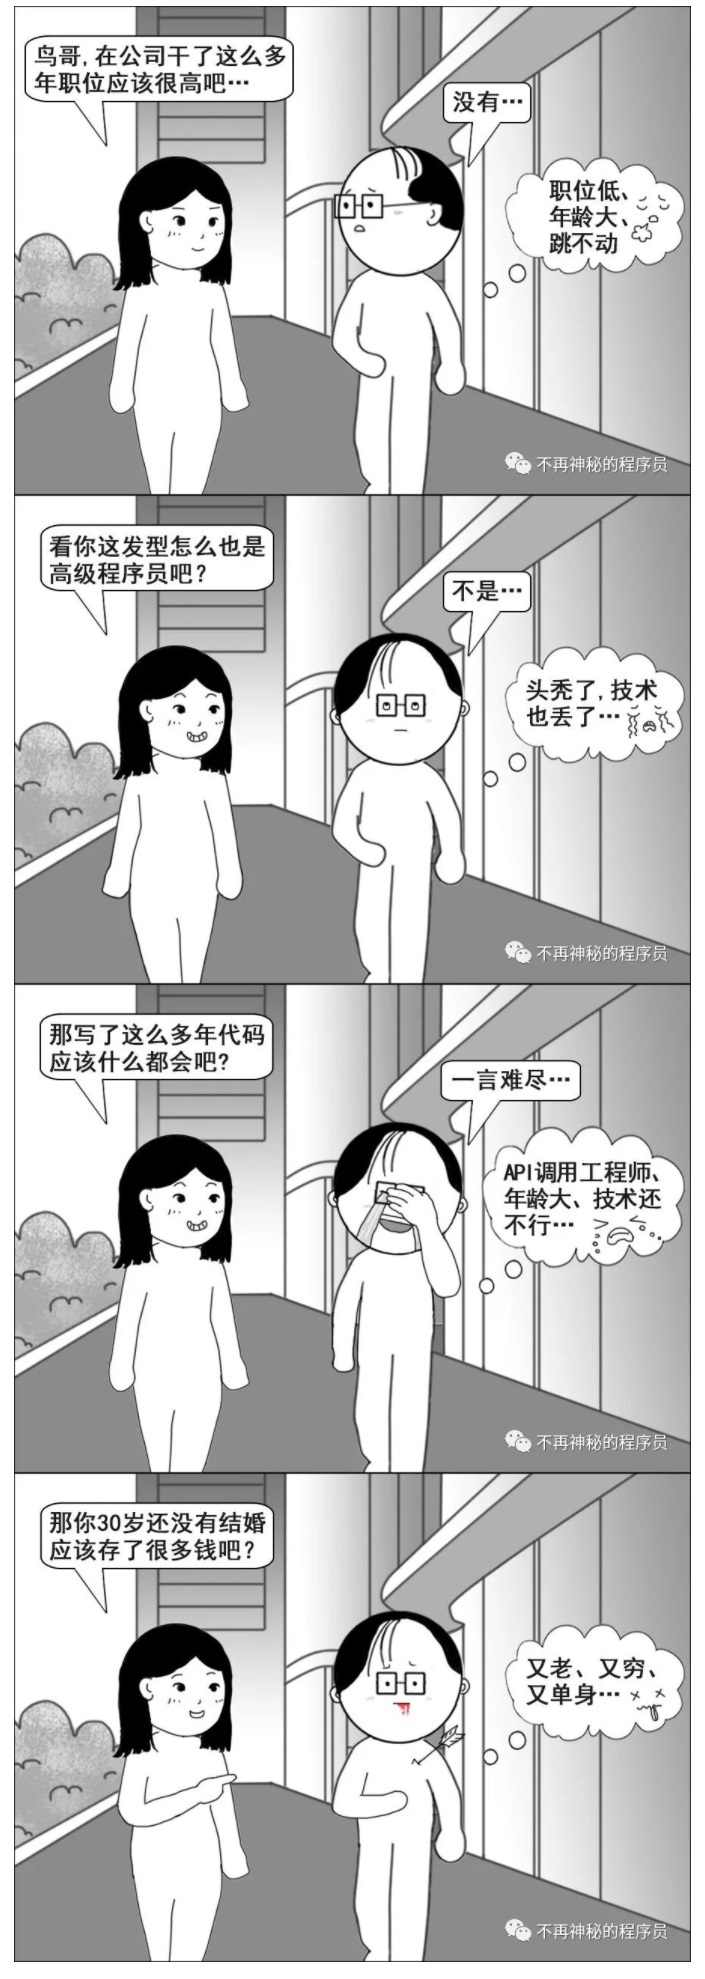 鸟哥,在公司干了这么多
年职位应该很高吧…
没有…
职位低、
年龄大、
跳不动
不再神秘的程序员
看你这发型怎么也是
高级程序员吧?
不是…
头秃了,技术
也丢了…
不再神秘的程序员
那写了这么多年代码
应该什么都会吧?
一言难尽…
API调用工程师、
年龄大、技术还
不行…
不再神秘的程序员
那你30岁还没有结婚
应该存了很多钱吧?
又老、又穷、
又单身…
不再神秘的程序员